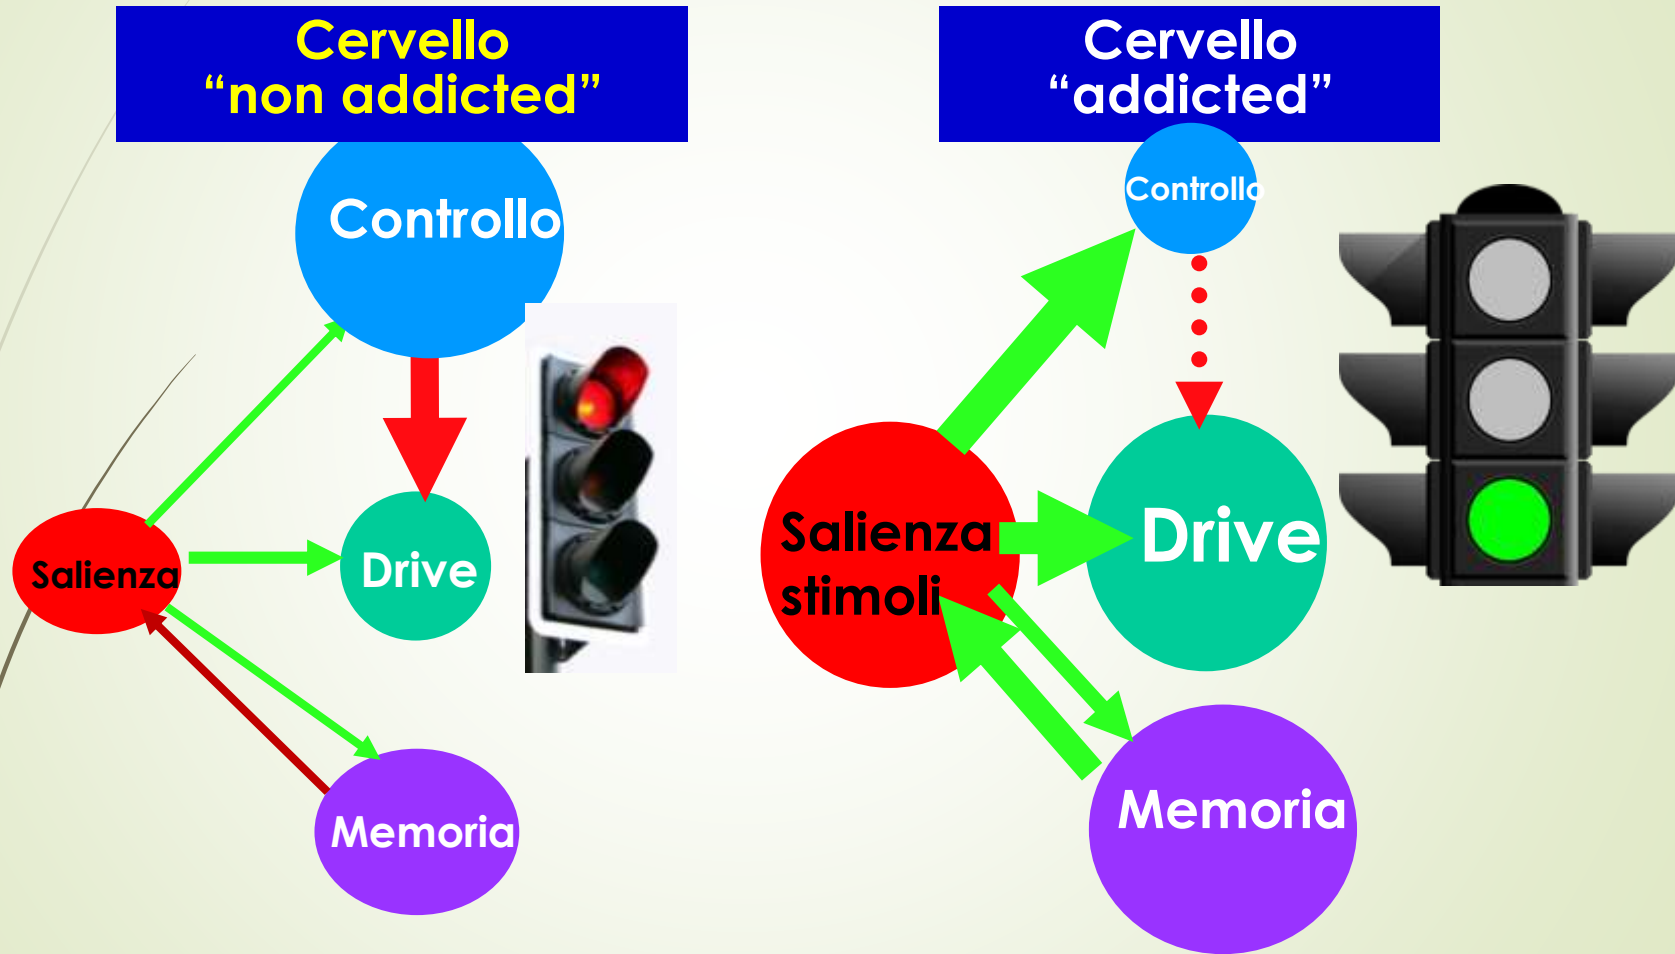 Cervello
“non addicted”
Controllo
Salienza
Drive
Memoria
Cervello
“addicted”
Controllo
Salienza
stimoli
Drive
Memoria